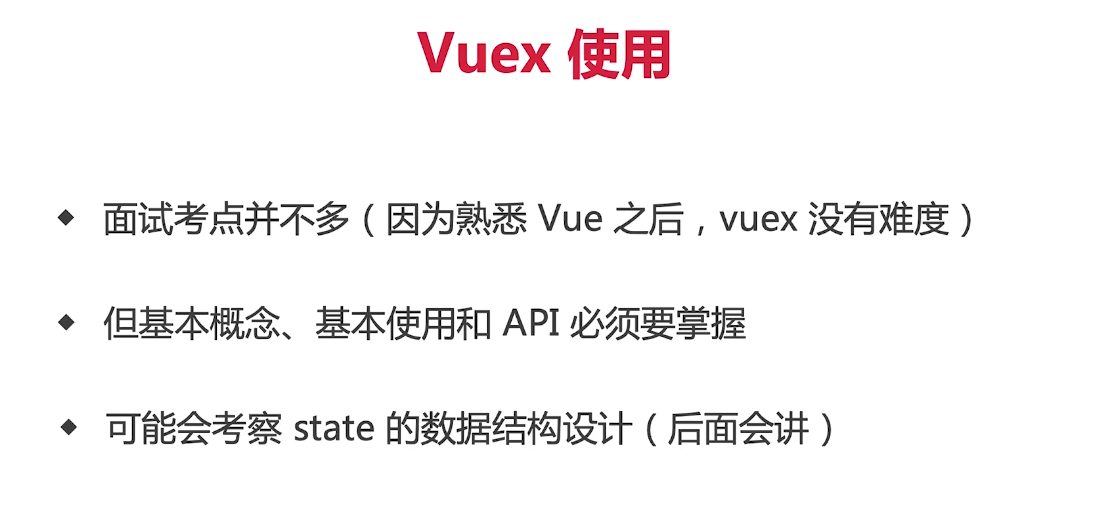 Vuex 使用
面试考点并不多（因为熟悉 Vue 之后，vuex 没有难度）
但基本概念、基本使用和 API 必须要掌握
可能会考察 state 的数据结构设计（后面会讲）